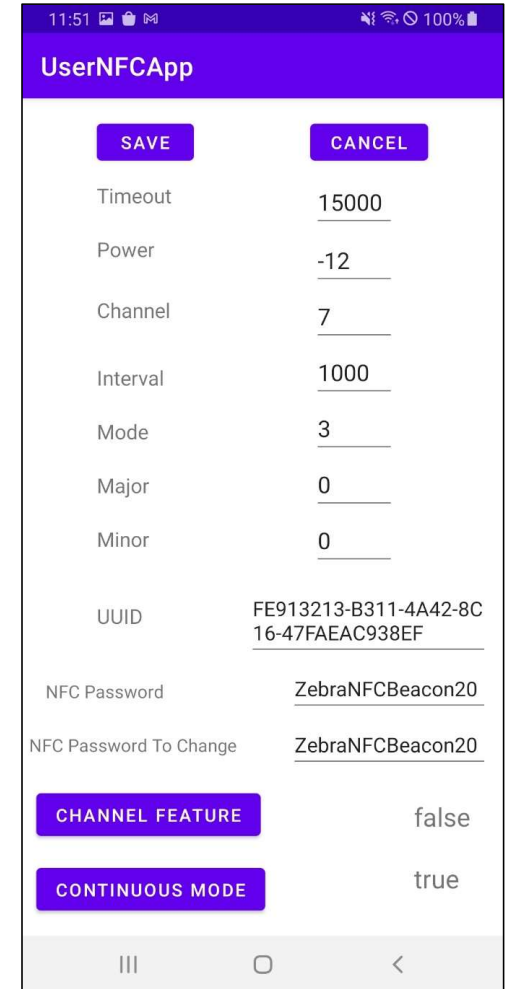 11:51 100%
UserNFCApp
SAVE CANCEL
Timeout 15000
Power -12
Channel 7
Interval 1000
Mode 3
Major 0
Minor 0
UUID FE913213-B311-4A42-8C
16-47FAEAC938EF
NFC Password ZebraNFCBeacon20
NFC Password To Change ZebraNFCBeacon20
CHANNEL FEATURE false
CONTINUOUS MODE true